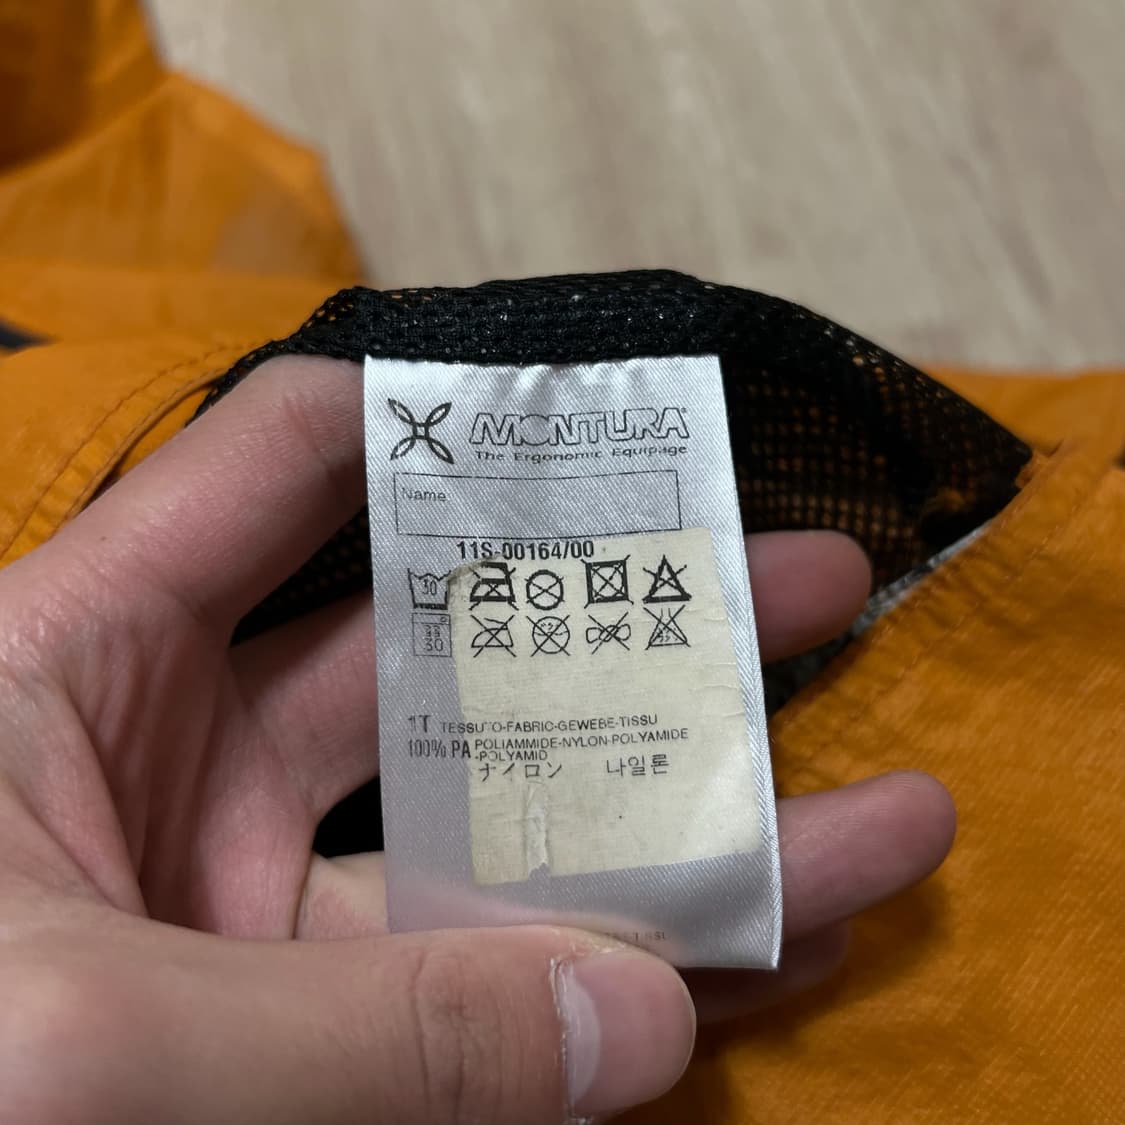 MONTURA
The Ergonomic Equipage
Name
11S-00164/00
30
30
1T TESSUTO-FABRIC-GEWEBE-TISSU
100% PA POLIAMMIDE-NYLON-POLYAMIDE
-POLYAMID
ナイロン 나일론